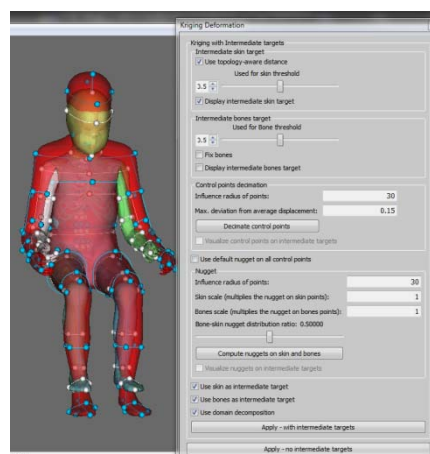 Kriging Deformation
Kriging with Intermediate targets
Intermediate skin target
Use topology-aware distance
Used for skin threshold
3.5
Display intermediate skin target
Intermediate bones target
Used for Bone threshold
3.5
Fix bones
Display intermediate bones target
Control points decimation
Influence radius of points: 30
Max. deviation from average displacement: 0.15
Decimate control points
Visualize control points on intermediate targets
Use default nugget on all control points
Nugget
Influence radius of points: 30
Skin scale (multiplies the nugget on skin points): 1
Bones scale (multiplies the nugget on bones points): 1
Bone-skin nugget distribution ratio: 0.50000
Compute nuggets on skin and bones
Visualize nuggets on intermediate targets
Use skin as intermediate target
Use bones as intermediate target
Use domain decomposition
Apply - with intermediate targets
Apply - no intermediate targets